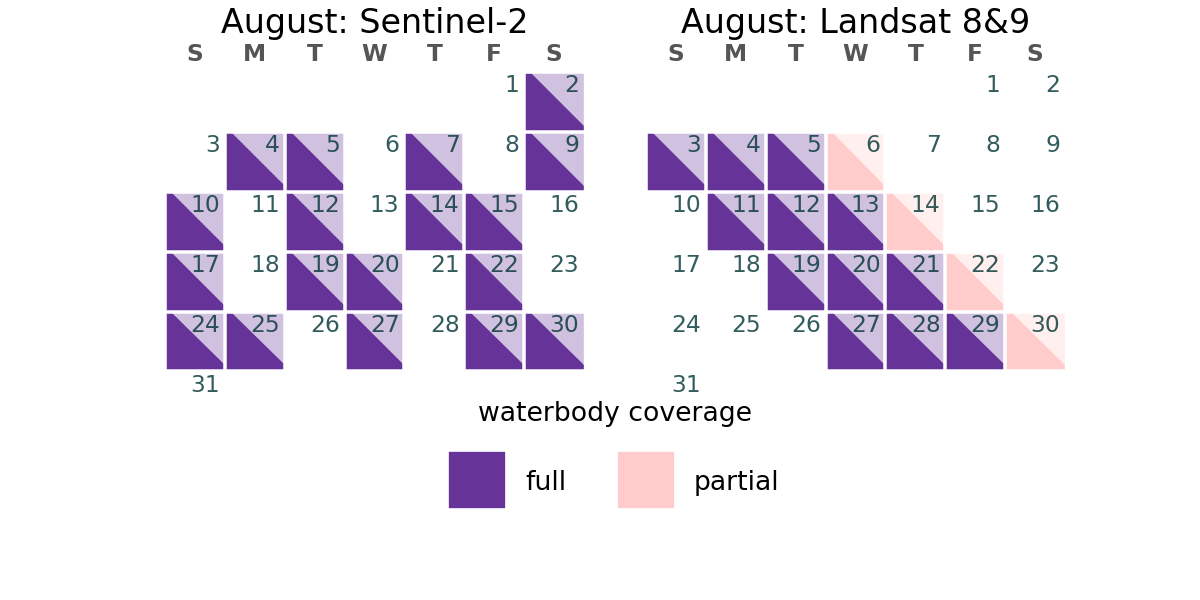 August: Sentinel-2
S M T W T F S
1 2
3 4 5 6 7 8 9
10 11 12 13 14 15 16
17 18 19 20 21 22 23
24 25 26 27 28 29 30
31
August: Landsat 8&9
S M T W T F S
1 2
3 4 5 6 7 8 9
10 11 12 13 14 15 16
17 18 19 20 21 22 23
24 25 26 27 28 29 30
31
waterbody coverage
full
partial